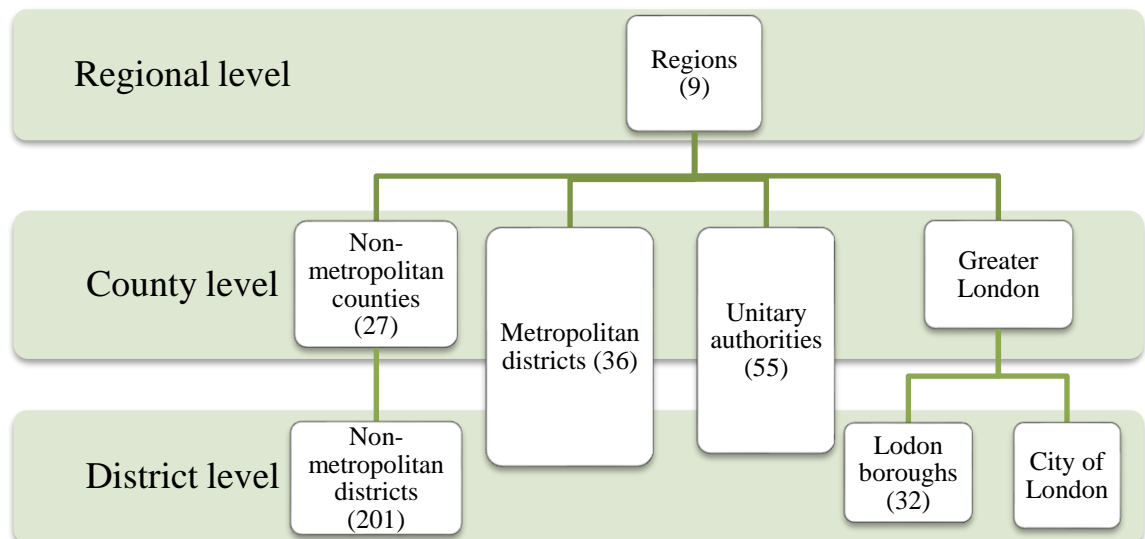 Regional level
Regions
(9)
County level
Non-
metropolitan
counties
(27)
Metropolitan
districts (36)
Unitary
authorities
(55)
Greater
London
District level
Non-
metropolitan
districts
(201)
Lodon
boroughs
(32)
City of
London